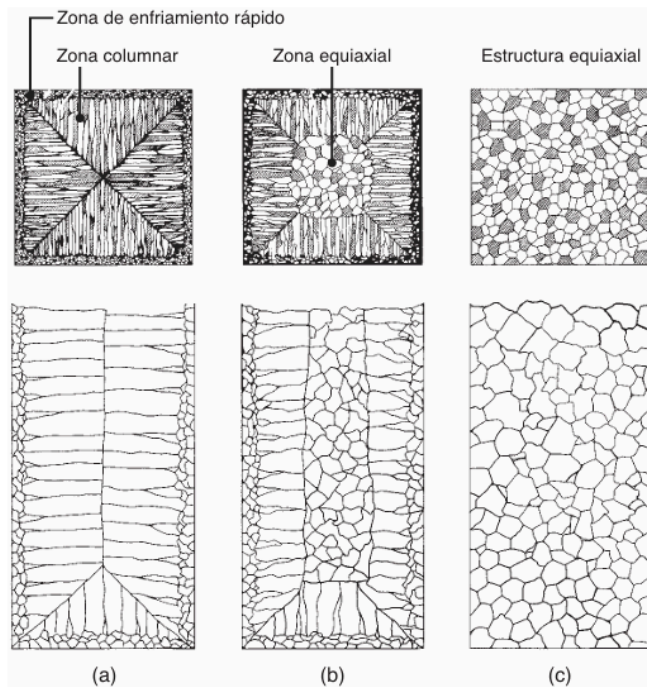 Zona de enfriamiento rápido
Zona columnar
Zona equiaxial
Estructura equiaxial
(a)
(b)
(c)